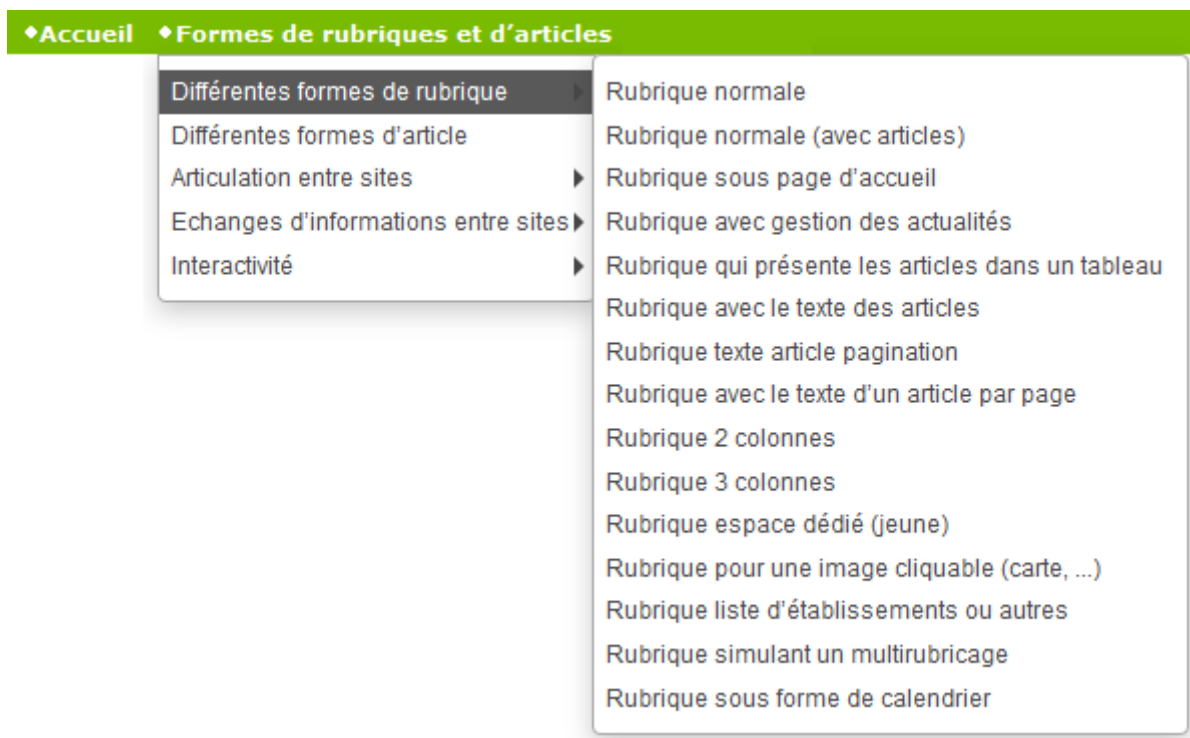 Accueil Formes de rubriques et d’articles
Différentes formes de rubrique
Différentes formes d’article
Articulation entre sites
Echanges d’informations entre sites
Interactivité
Rubrique normale
Rubrique normale (avec articles)
Rubrique sous page d’accueil
Rubrique avec gestion des actualités
Rubrique qui présente les articles dans un tableau
Rubrique avec le texte des articles
Rubrique texte article pagination
Rubrique avec le texte d’un article par page
Rubrique 2 colonnes
Rubrique 3 colonnes
Rubrique espace dédié (jeune)
Rubrique pour une image cliquable (carte, ...)
Rubrique liste d’établissements ou autres
Rubrique simulant un multirubricage
Rubrique sous forme de calendrier